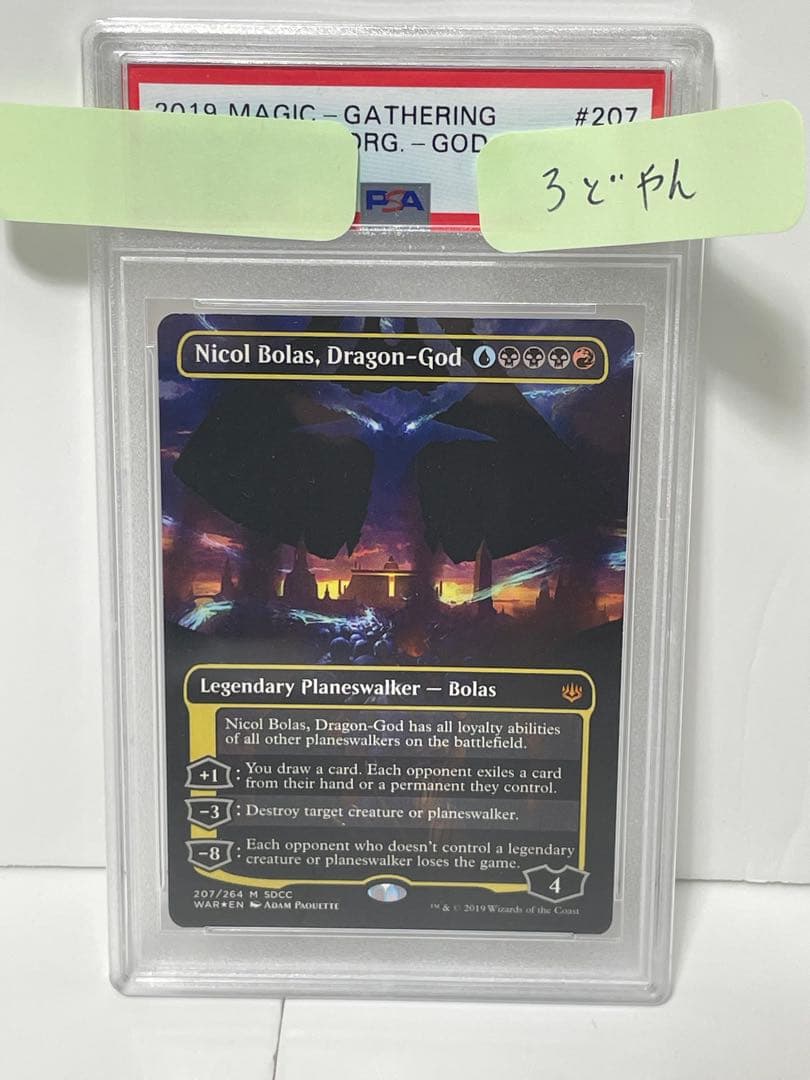 2019 MAGIC - GATHERING #207
ORG. - GOD
PSA
ろどやん
Nicol Bolas, Dragon-God
Legendary Planeswalker — Bolas
Nicol Bolas, Dragon-God has all loyalty abilities
of all other planeswalkers on the battlefield.
+1: You draw a card. Each opponent exiles a card
from their hand or a permanent they control.
−3: Destroy target creature or planeswalker.
−8: Each opponent who doesn't control a legendary
creature or planeswalker loses the game.
4
207/264 M SDCC
WAR★EN ADAM PAQUETTE
™ & © 2019 Wizards of the Coast